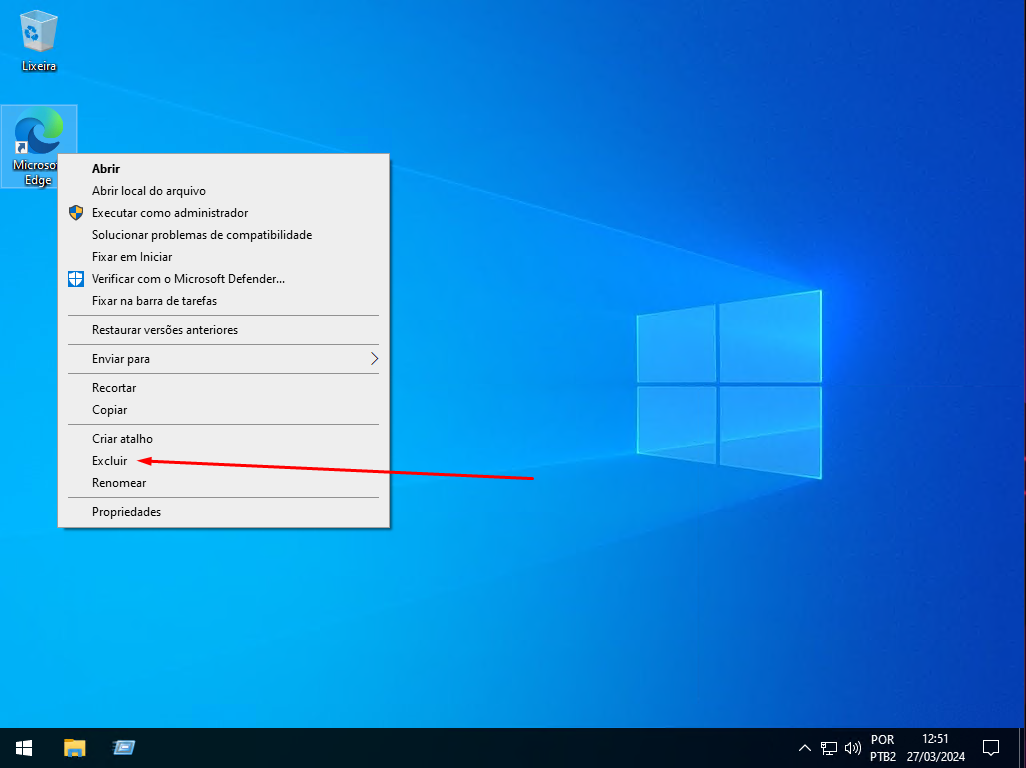 Lixeira
Microso
Edge
Abrir
Abrir local do arquivo
Executar como administrador
Solucionar problemas de compatibilidade
Fixar em Iniciar
Verificar com o Microsoft Defender...
Fixar na barra de tarefas
Restaurar versões anteriores
Enviar para
Recortar
Copiar
Criar atalho
Excluir
Renomear
Propriedades
POR
PTB2
12:51
27/03/2024